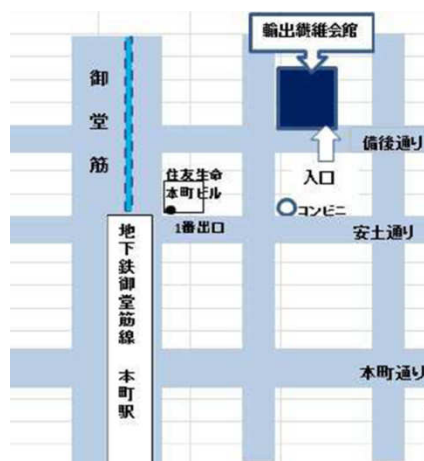 輸出繊維会館
御堂筋
備後通り
住友生命
本町ビル
入口
コンビニ
1番出口
安土通り
地下鉄御堂筋線 本町駅
本町通り